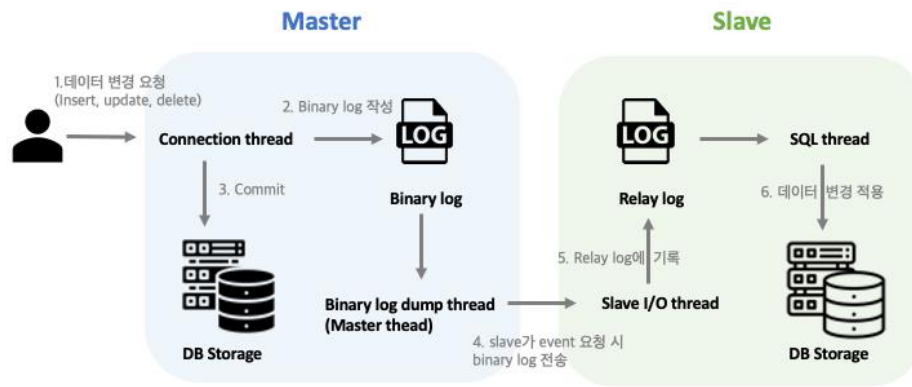 Master
Slave
1.데이터 변경 요청
(Insert, update, delete)
2. Binary log 작성
LOG
LOG
Connection thread
SQL thread
3. Commit
Binary log
Relay log
6. 데이터 변경 적용
5. Relay log에 기록
Binary log dump thread
(Master thead)
Slave I/O thread
4. slave가 event 요청 시
binary log 전송
DB Storage
DB Storage